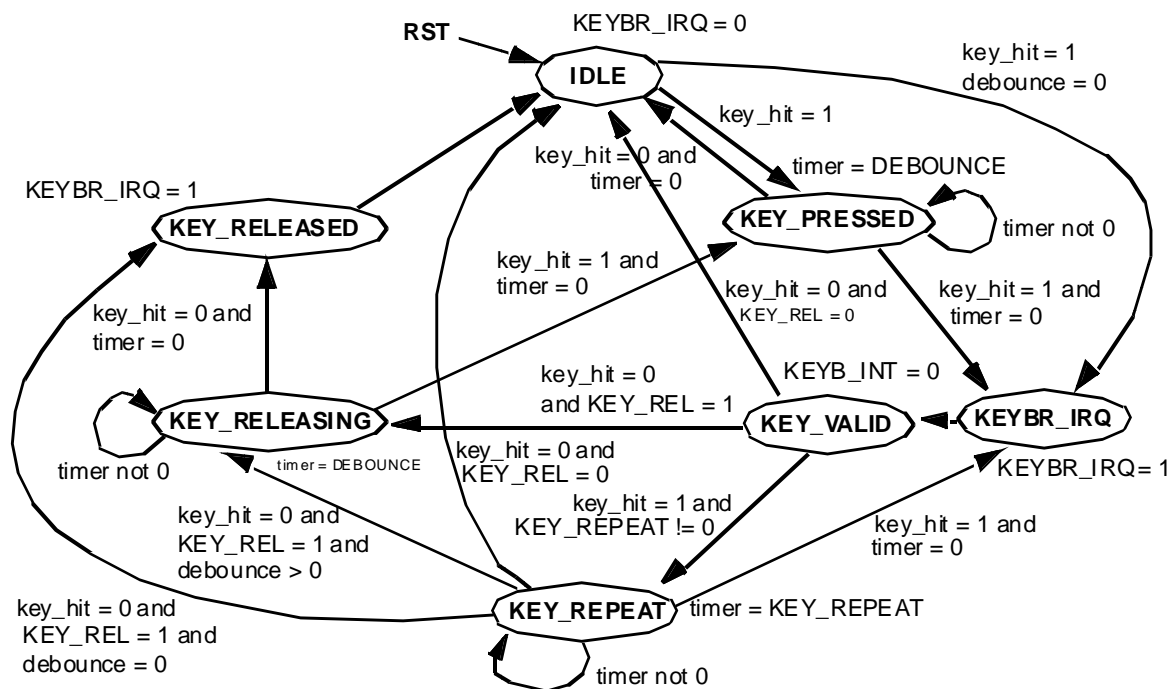 KEYBR_IRQ = 0
RST
IDLE
key_hit = 1
debounce = 0
key_hit = 1
key_hit = 0 and
timer = 0
timer = DEBOUNCE
KEYBR_IRQ = 1
KEY_RELEASED
KEY_PRESSED
timer not 0
key_hit = 1 and
timer = 0
key_hit = 0 and
KEY_REL = 0
key_hit = 1 and
timer = 0
key_hit = 0 and
timer = 0
key_hit = 0
and KEY_REL = 1
KEYB_INT = 0
KEY_RELEASING
KEY_VALID
KEYBR_IRQ
timer not 0
timer = DEBOUNCE
key_hit = 0 and
KEY_REL = 0
KEYBR_IRQ = 1
key_hit = 0 and
KEY_REL = 1 and
debounce > 0
key_hit = 1 and
KEY_REPEAT != 0
key_hit = 1 and
timer = 0
key_hit = 0 and
KEY_REL = 1 and
debounce = 0
KEY_REPEAT
timer = KEY_REPEAT
timer not 0